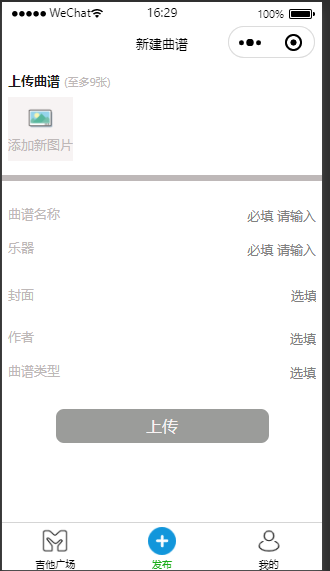 ●●●●● WeChat 16:29 100%
新建曲谱
上传曲谱 (至多9张)
添加新图片
曲谱名称 必填 请输入
乐器 必填 请输入
封面 选填
作者 选填
曲谱类型 选填
上传
吉他广场 发布 我的